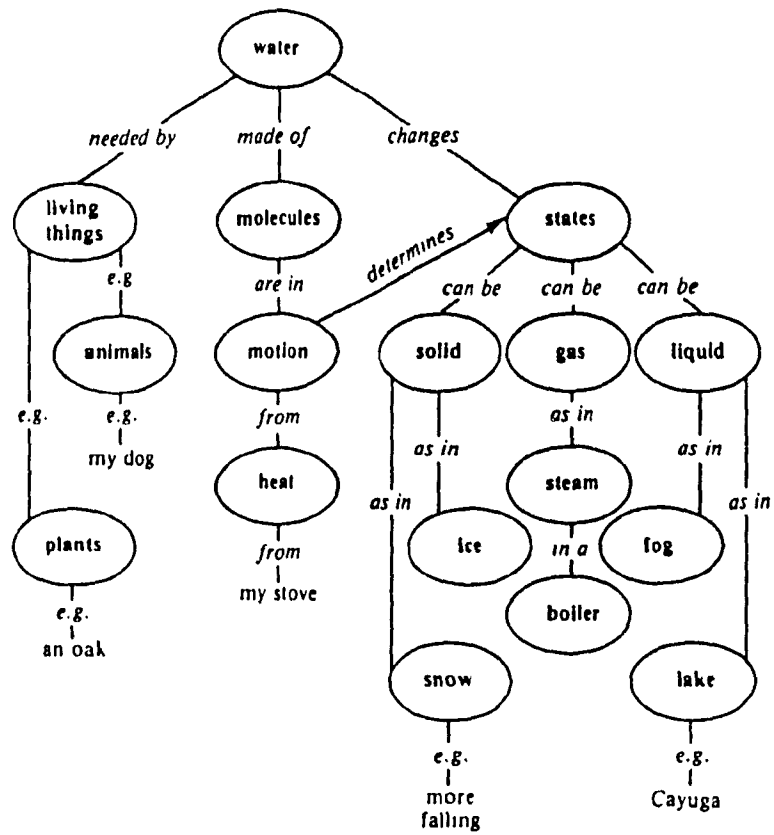 water
needed by
made of
changes
living
things
molecules
states
e.g
are in
determines
can be
can be
can be
animals
motion
solid
gas
liquid
e.g.
e.g.
from
as in
as in
as in
my dog
heat
steam
as in
as in
plants
from
ice
in a
fog
e.g.
my stove
boiler
an oak
snow
lake
e.g.
e.g.
more
falling
Cayuga